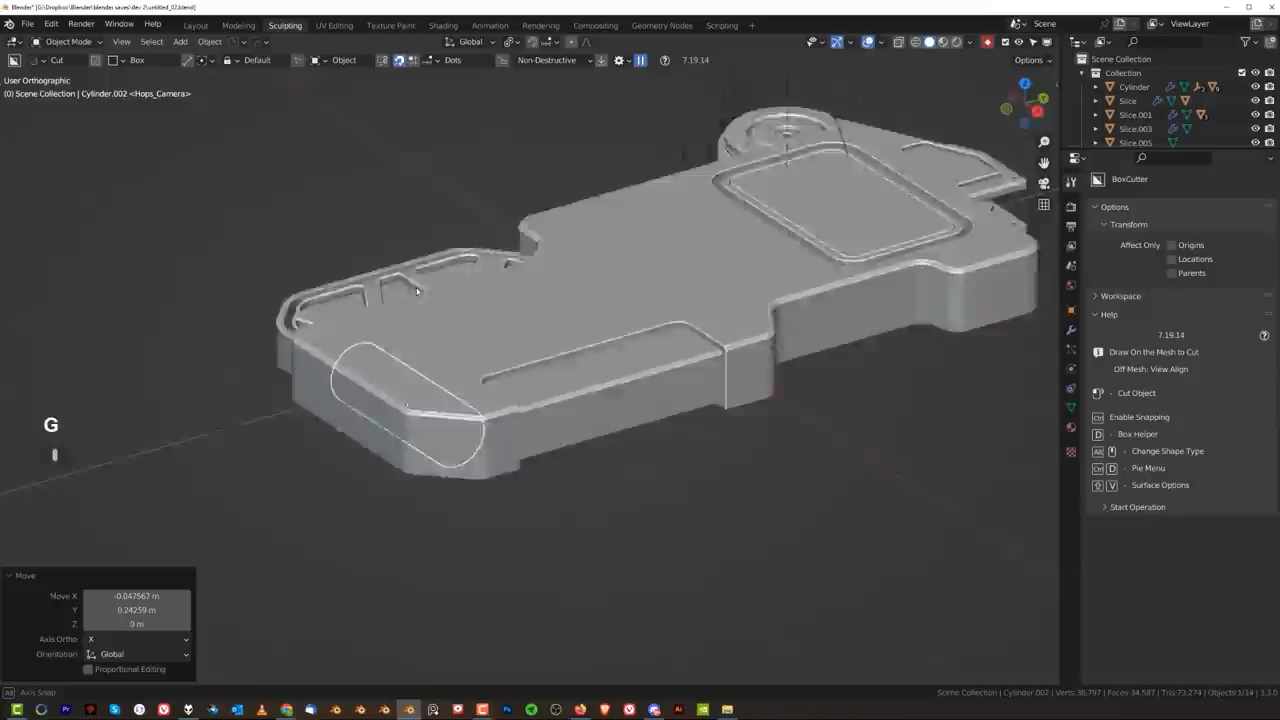 Blender* [G:\Dropbox\Blender\blender saves\dev 2\untitled_02.blend]
File Edit Render Window Help Layout Modeling Sculpting UV Editing Texture Paint Shading Animation Rendering Compositing Geometry Nodes Scripting + Scene ViewLayer
Object Mode View Select Add Object Global
Cut Box Default Object Dots Non-Destructive 7.19.14 Options
User Orthographic
(0) Scene Collection | Cylinder.002 <Hops_Camera>
Scene Collection
Collection
Cylinder
Slice
Slice.001
Slice.003
Slice.005
BoxCutter
Options
Transform
Affect Only Origins
Locations
Parents
Workspace
Help
7.19.14
Draw On the Mesh to Cut
Off Mesh: View Align
Cut Object
Ctrl Enable Snapping
D Box Helper
Alt Change Shape Type
Ctrl D Pie Menu
V Surface Options
Start Operation
G
Move
Move X -0.047567 m
Y 0.24259 m
Z 0 m
Axis Ortho X
Orientation Global
Proportional Editing
Axis Snap
Scene Collection | Cylinder.002 | Verts:36,797 | Faces:34,587 | Tris:73,274 | Objects:1/14 | 3.3.0